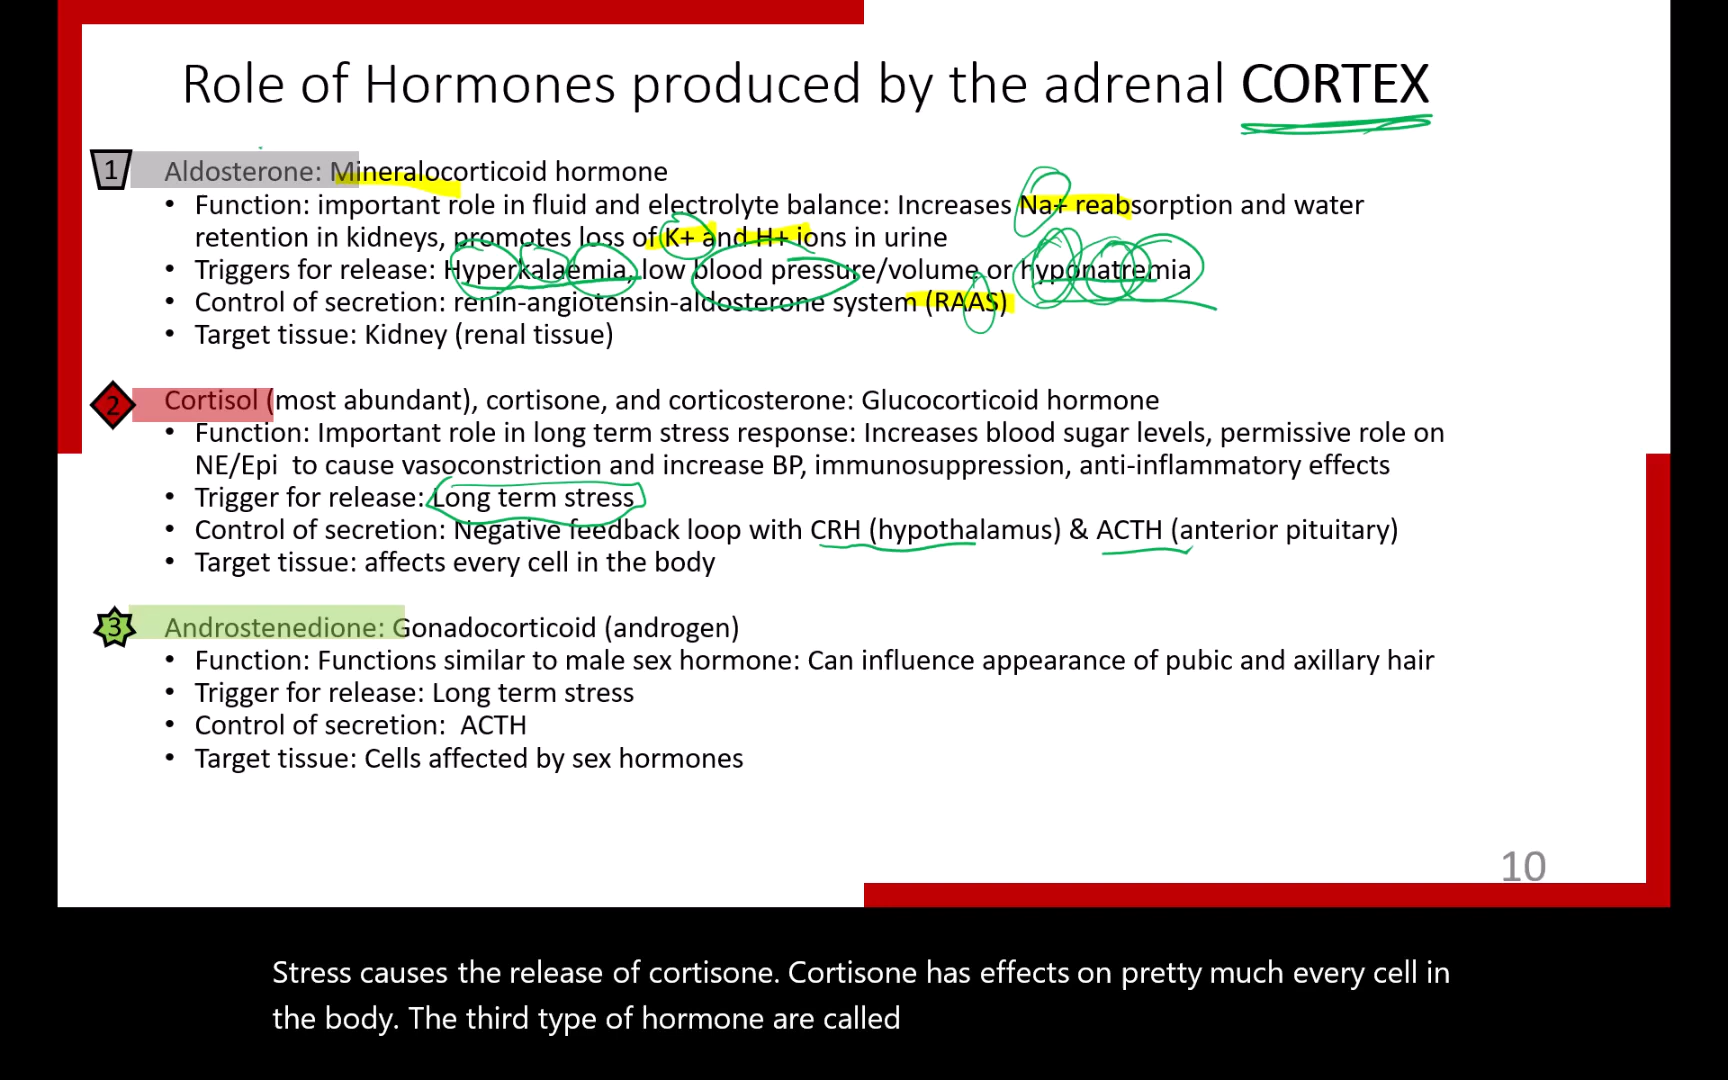 Role of Hormones produced by the adrenal CORTEX
1 Aldosterone: Mineralocorticoid hormone
• Function: important role in fluid and electrolyte balance: Increases Na+ reabsorption and water
retention in kidneys, promotes loss of K+ and H+ ions in urine
• Triggers for release: Hyperkalaemia, low blood pressure/volume or hyponatremia
• Control of secretion: renin-angiotensin-aldosterone system (RAAS)
• Target tissue: Kidney (renal tissue)
2 Cortisol (most abundant), cortisone, and corticosterone: Glucocorticoid hormone
• Function: Important role in long term stress response: Increases blood sugar levels, permissive role on
NE/Epi to cause vasoconstriction and increase BP, immunosuppression, anti-inflammatory effects
• Trigger for release: Long term stress
• Control of secretion: Negative feedback loop with CRH (hypothalamus) & ACTH (anterior pituitary)
• Target tissue: affects every cell in the body
3 Androstenedione: Gonadocorticoid (androgen)
• Function: Functions similar to male sex hormone: Can influence appearance of pubic and axillary hair
• Trigger for release: Long term stress
• Control of secretion: ACTH
• Target tissue: Cells affected by sex hormones
10
Stress causes the release of cortisone. Cortisone has effects on pretty much every cell in
the body. The third type of hormone are called